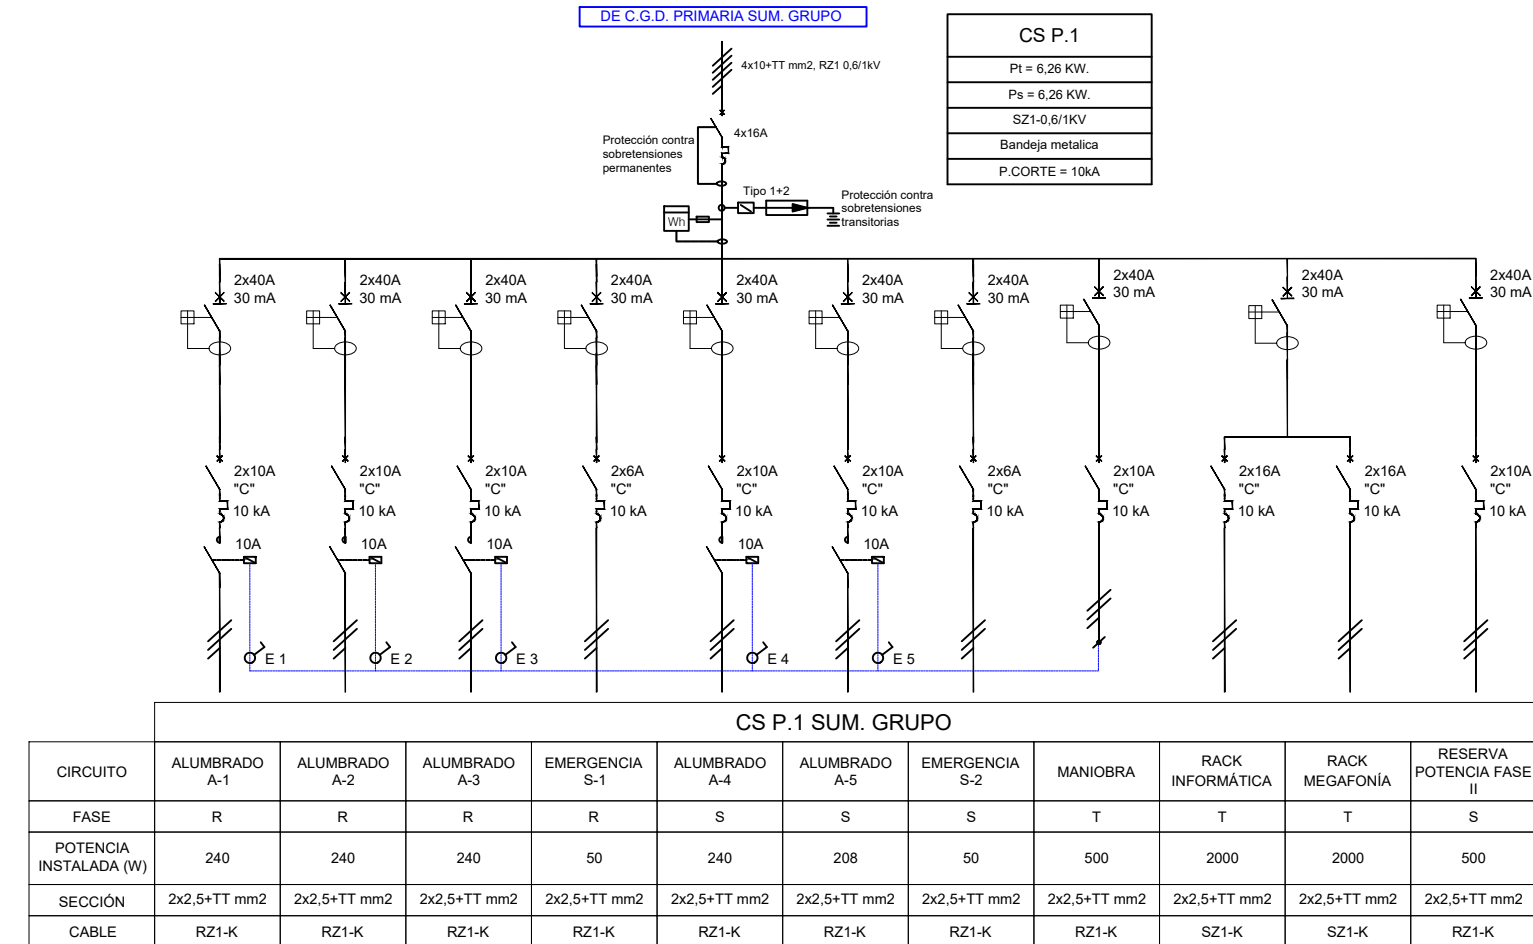 DE C.G.D. PRIMARIA SUM. GRUPO
CS P.1
Pt = 6,26 KW.
Ps = 6,26 KW.
SZ1-0,6/1KV
Bandeja metalica
P.CORTE = 10kA
4x10+TT mm2, RZ1 0,6/1kV
4x16A
Protección contra
sobretensiones
permanentes
Tipo 1+2
Protección contra
sobretensiones
transitorias
Wh
2x40A 2x40A 2x40A 2x40A 2x40A 2x40A 2x40A 2x40A 2x40A 2x40A
30 mA 30 mA 30 mA 30 mA 30 mA 30 mA 30 mA 30 mA 30 mA 30 mA
2x10A 2x10A 2x10A 2x6A 2x10A 2x10A 2x6A 2x10A 2x16A 2x16A 2x10A
"C" "C" "C" "C" "C" "C" "C" "C" "C" "C" "C"
10 kA 10 kA 10 kA 10 kA 10 kA 10 kA 10 kA 10 kA 10 kA 10 kA 10 kA
10A 10A 10A 10A 10A
E 1 E 2 E 3 E 4 E 5
CS P.1 SUM. GRUPO
CIRCUITO ALUMBRADO A-1 ALUMBRADO A-2 ALUMBRADO A-3 EMERGENCIA S-1 ALUMBRADO A-4 ALUMBRADO A-5 EMERGENCIA S-2 MANIOBRA RACK INFORMÁTICA RACK MEGAFONÍA RESERVA POTENCIA FASE II
FASE R R R R S S S T T T S
POTENCIA INSTALADA (W) 240 240 240 50 240 208 50 500 2000 2000 500
SECCIÓN 2x2,5+TT mm2 2x2,5+TT mm2 2x2,5+TT mm2 2x2,5+TT mm2 2x2,5+TT mm2 2x2,5+TT mm2 2x2,5+TT mm2 2x2,5+TT mm2 2x2,5+TT mm2 2x2,5+TT mm2 2x2,5+TT mm2
CABLE RZ1-K RZ1-K RZ1-K RZ1-K RZ1-K RZ1-K RZ1-K RZ1-K SZ1-K SZ1-K RZ1-K